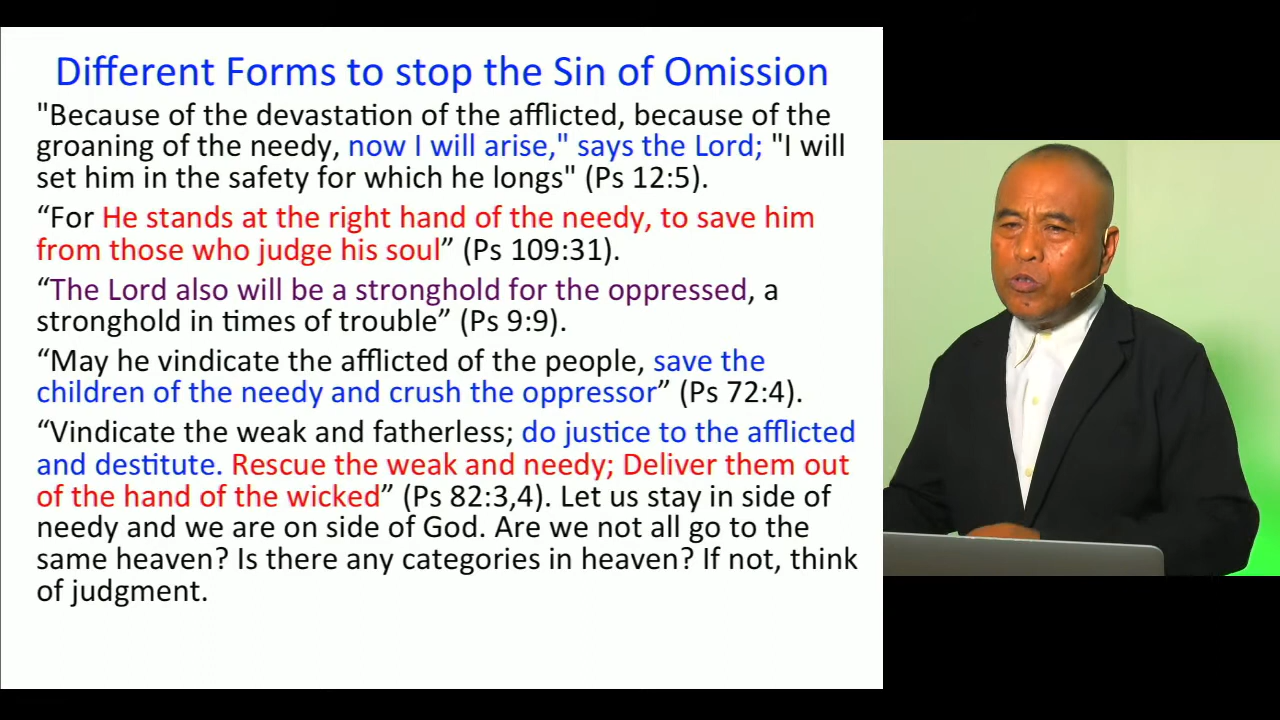 Different Forms to stop the Sin of Omission
"Because of the devastation of the afflicted, because of the
groaning of the needy, now I will arise," says the Lord; "I will
set him in the safety for which he longs" (Ps 12:5).
“For He stands at the right hand of the needy, to save him
from those who judge his soul” (Ps 109:31).
“The Lord also will be a stronghold for the oppressed, a
stronghold in times of trouble” (Ps 9:9).
“May he vindicate the afflicted of the people, save the
children of the needy and crush the oppressor” (Ps 72:4).
“Vindicate the weak and fatherless; do justice to the afflicted
and destitute. Rescue the weak and needy; Deliver them out
of the hand of the wicked” (Ps 82:3,4). Let us stay in side of
needy and we are on side of God. Are we not all go to the
same heaven? Is there any categories in heaven? If not, think
of judgment.